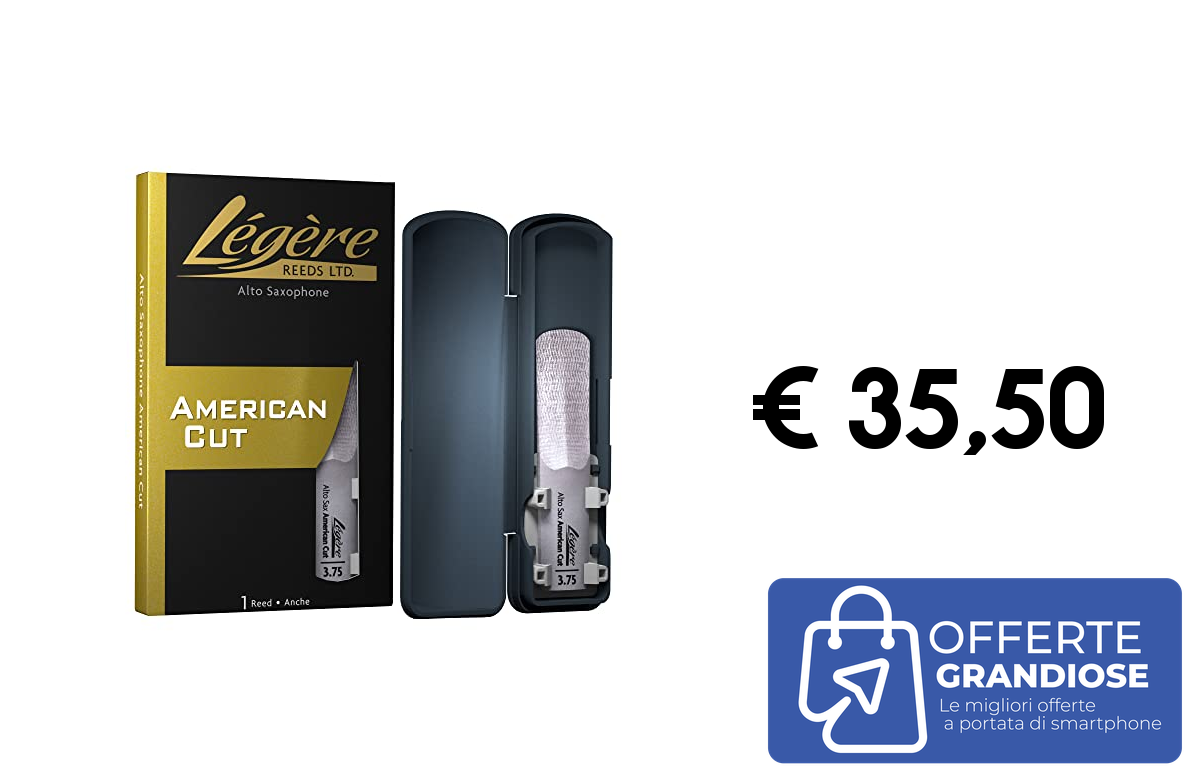 Légère
REEDS LTD.
Alto Saxophone
Alto Saxophone American Cut
AMERICAN
CUT
Alto Sax American Cut
Légère
3.75
1 Reed • Anche
Alto Sax American Cut
Légère
3.75
€ 35,50
OFFERTE
GRANDIOSE
Le migliori offerte
a portata di smartphone